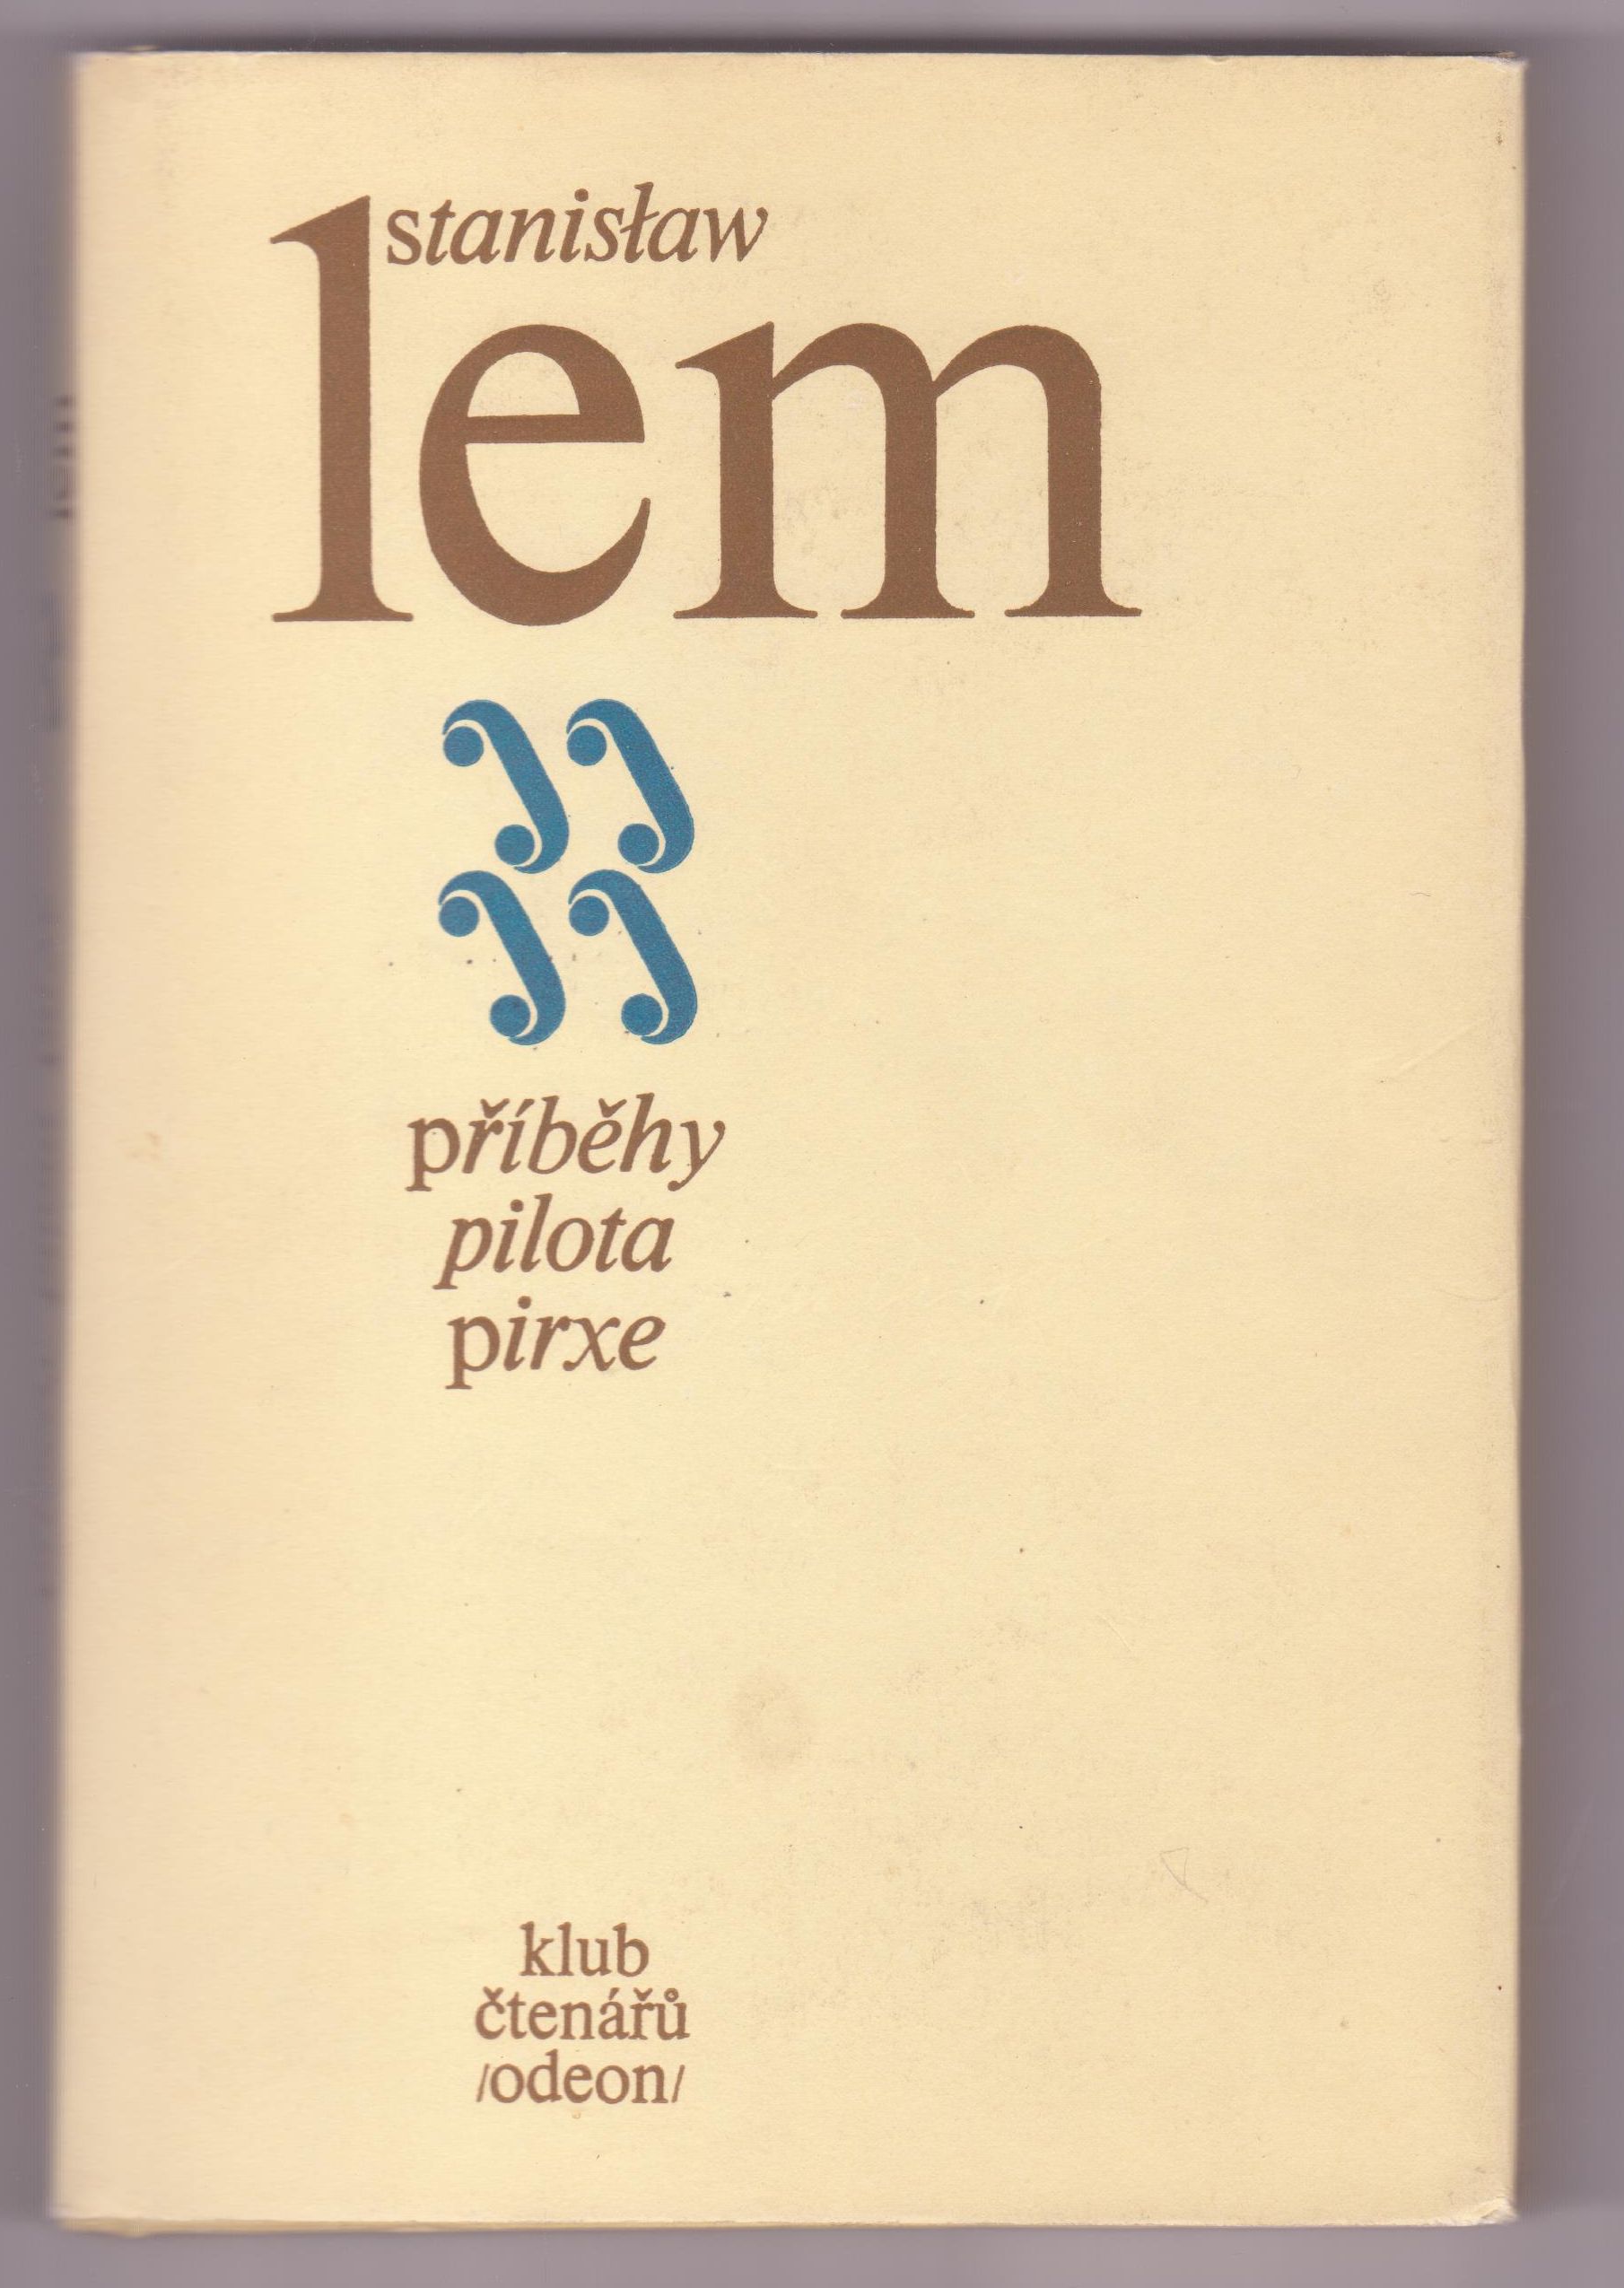 stanisław
lem
příběhy
pilota
pirxe
klub
čtenářů
/odeon/